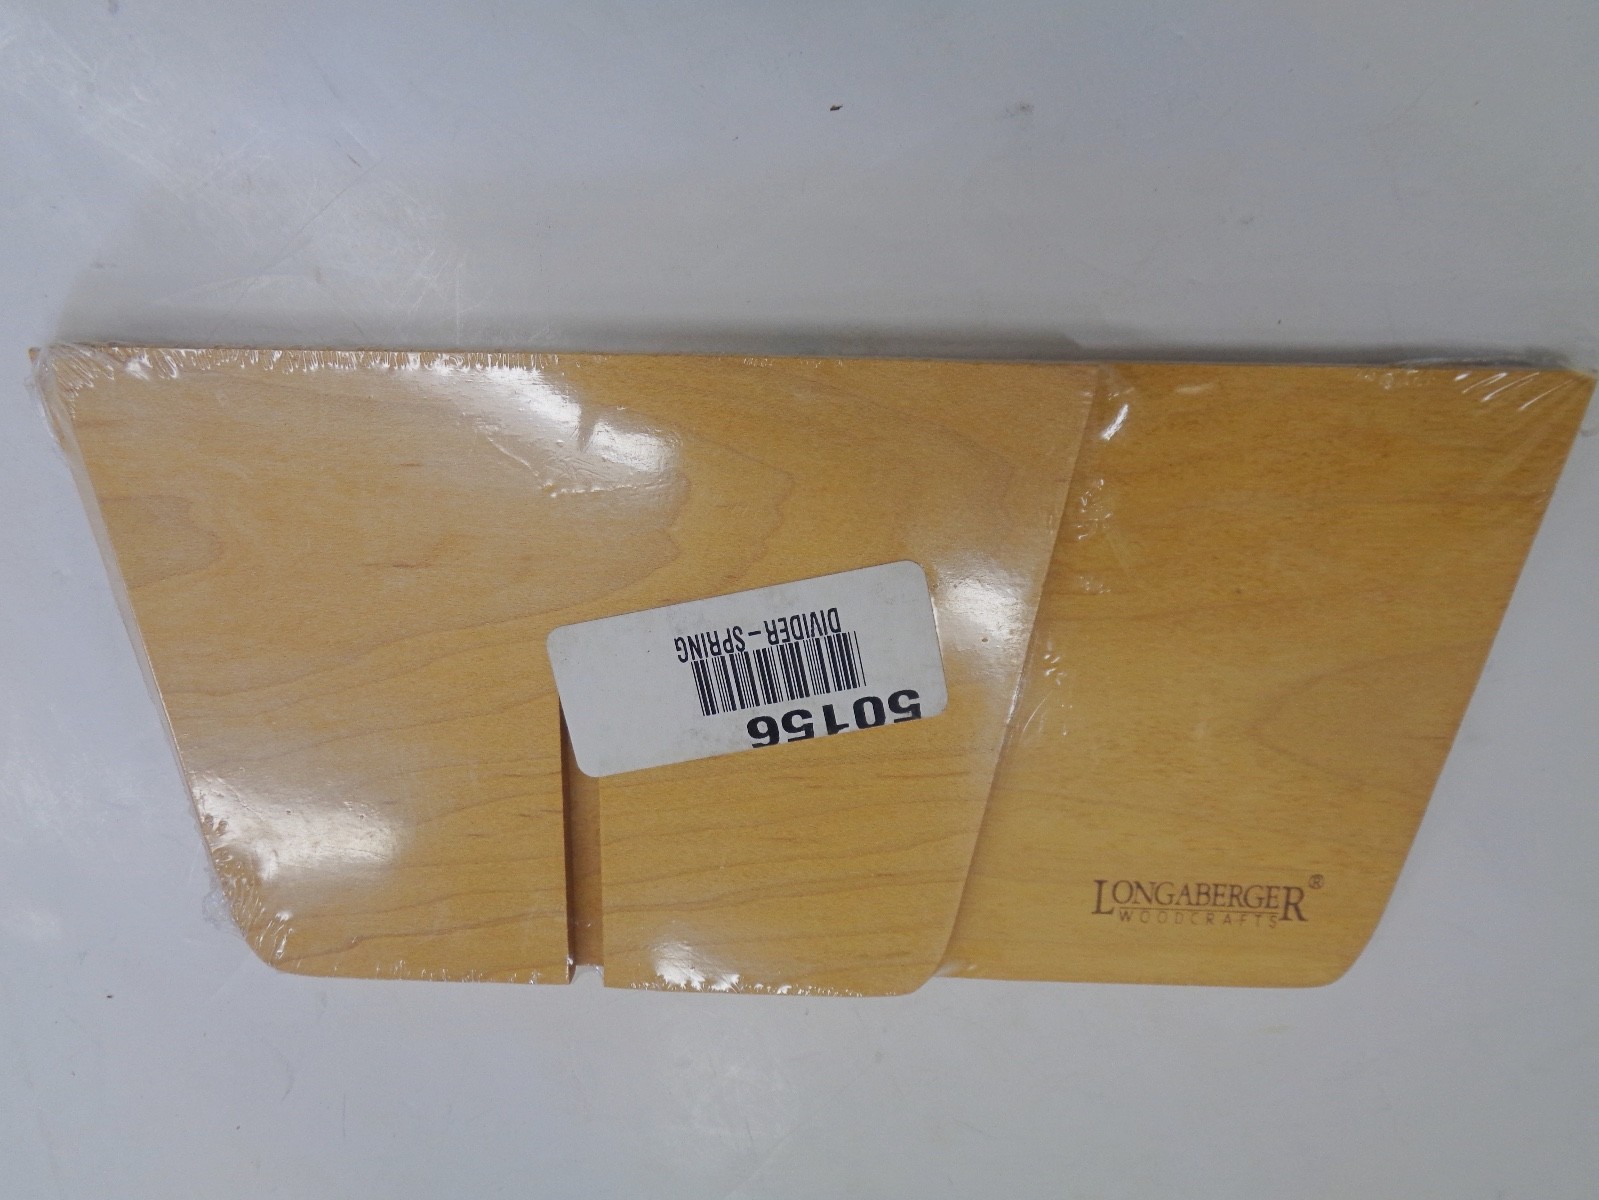 50156
DIVIDER-SPRING
LONGABERGER®
WOODCRAFTS